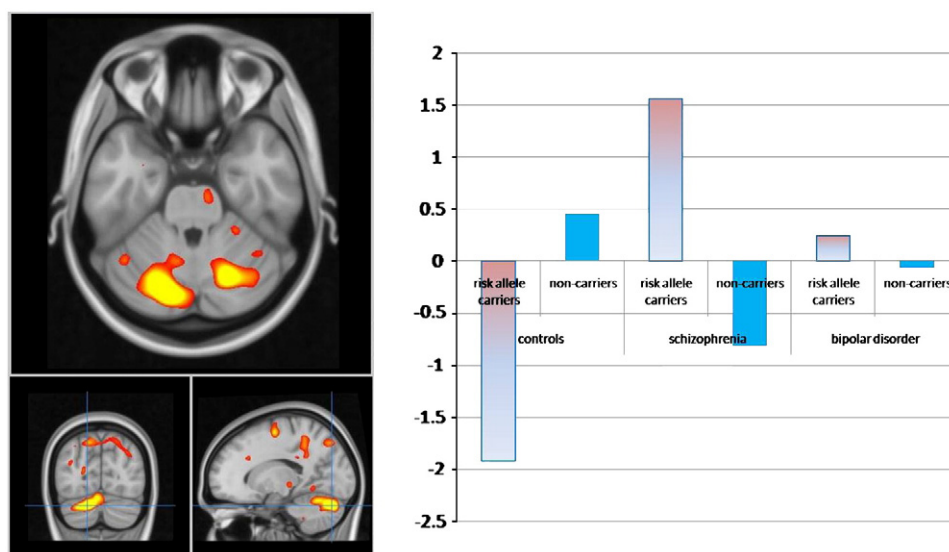 2
1.5
1
0.5
0
-0.5
-1
-1.5
-2
-2.5
risk allele carriers
non-carriers
risk allele carriers
non-carriers
risk allele carriers
non-carriers
controls
schizophrenia
bipolar disorder